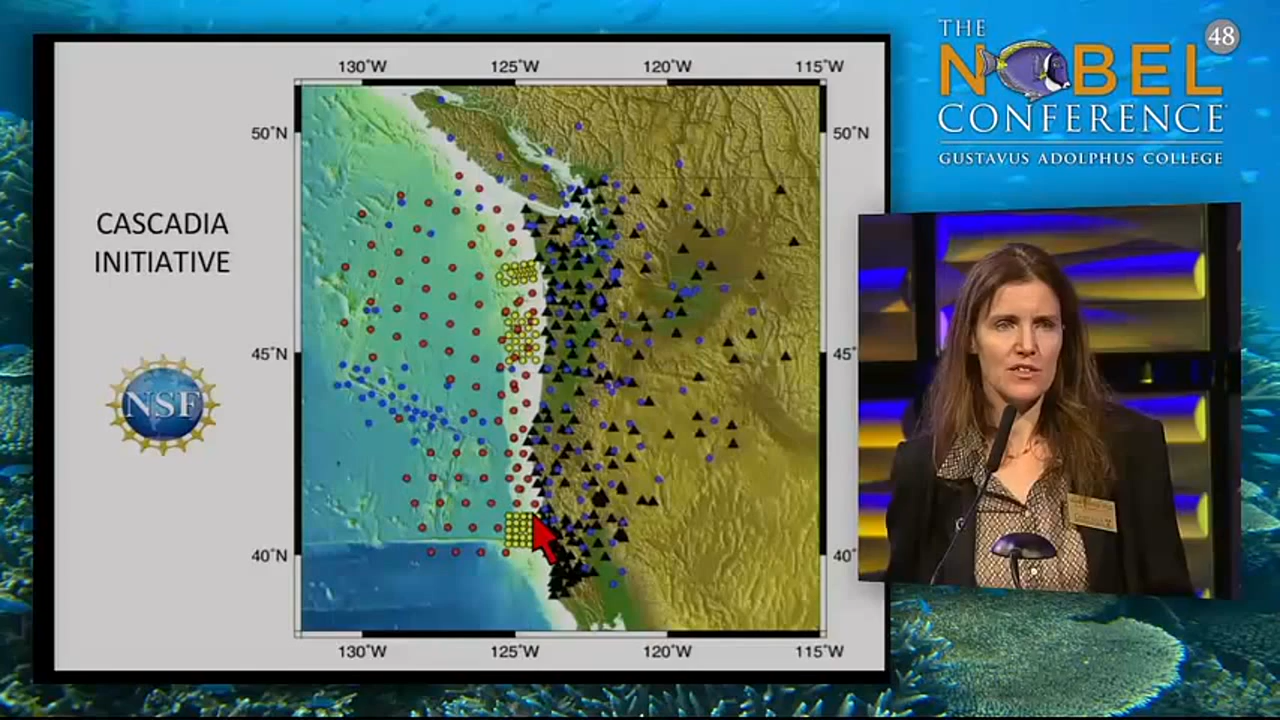 CASCADIA
INITIATIVE
NSF
130°W 125°W 120°W 115°W
50°N 50°N
45°N 45°
40°N 40°
130°W 125°W 120°W 115°W
THE 48
NOBEL
CONFERENCE
GUSTAVUS ADOLPHUS COLLEGE